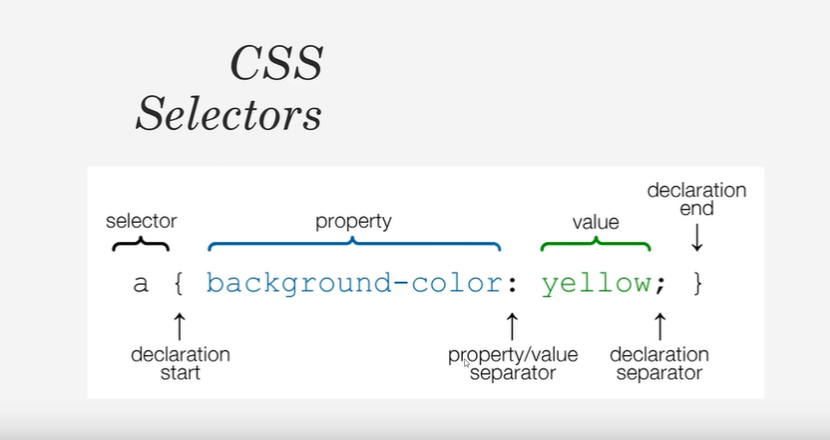 CSS
Selectors
declaration
end
selector
property
value
a { background-color: yellow; }
declaration
start
property/value
separator
declaration
separator